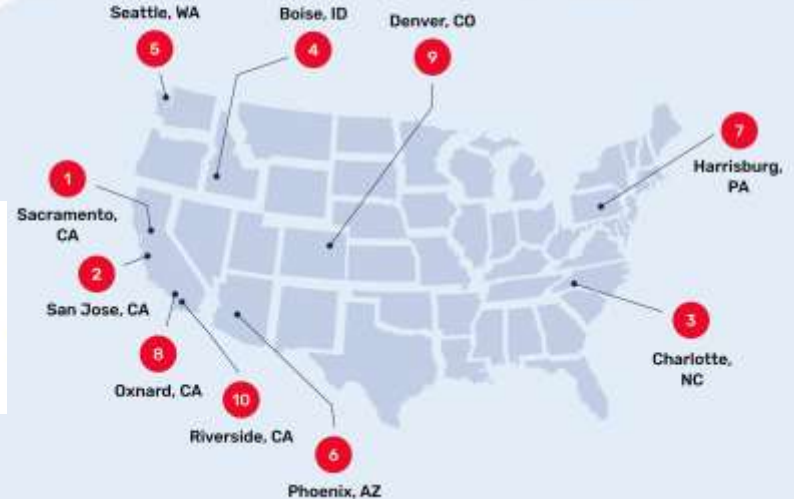 Seattle, WA
5
Boise, ID
4
Denver, CO
9
7
Harrisburg,
PA
1
Sacramento,
CA
2
San Jose, CA
8
Oxnard, CA
10
Riverside, CA
6
Phoenix, AZ
3
Charlotte,
NC